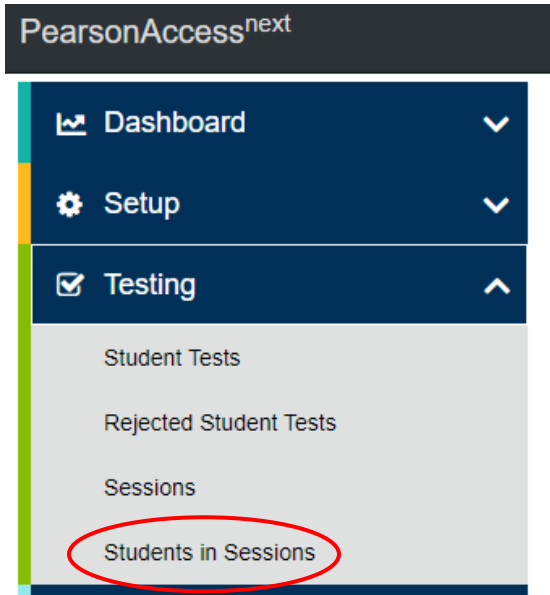 PearsonAccessnext
Dashboard
Setup
Testing
Student Tests
Rejected Student Tests
Sessions
Students in Sessions